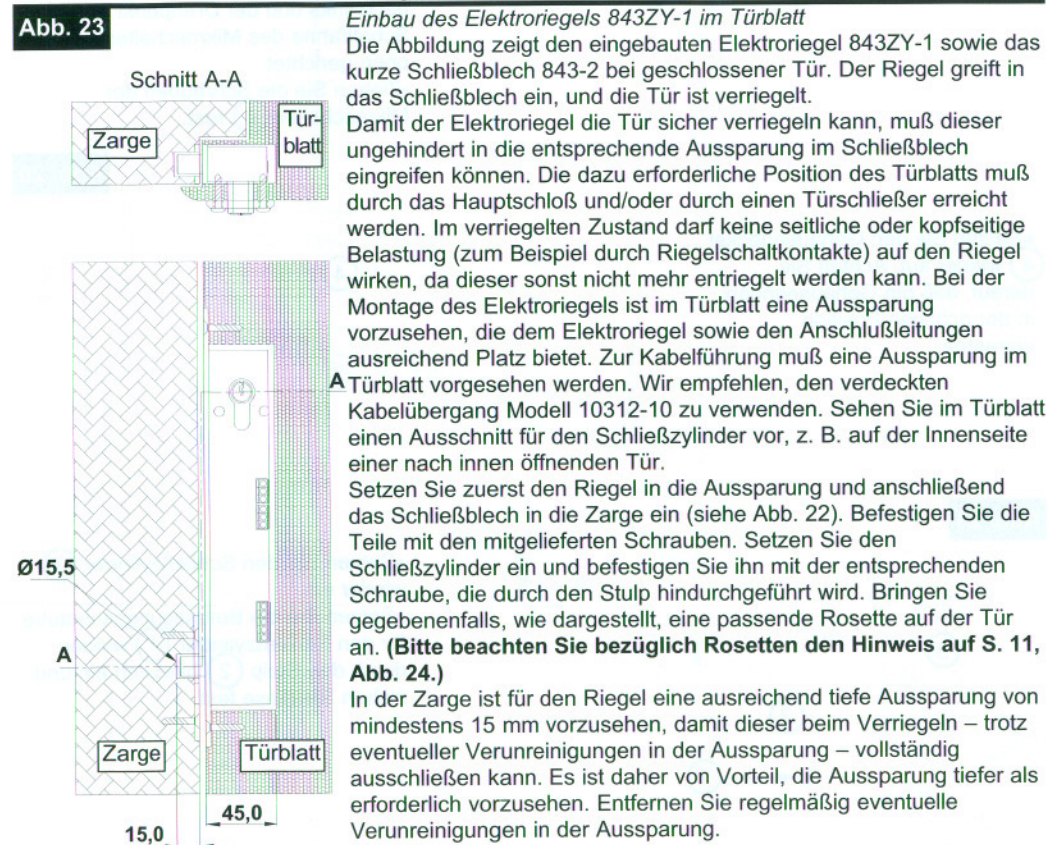 Abb. 23
Schnitt A-A
Zarge
Tür-
blatt
A
Ø15,5
A
Zarge
Türblatt
45,0
15,0
Einbau des Elektroriegels 843ZY-1 im Türblatt
Die Abbildung zeigt den eingebauten Elektroriegel 843ZY-1 sowie das
kurze Schließblech 843-2 bei geschlossener Tür. Der Riegel greift in
das Schließblech ein, und die Tür ist verriegelt.
Damit der Elektroriegel die Tür sicher verriegeln kann, muß dieser
ungehindert in die entsprechende Aussparung im Schließblech
eingreifen können. Die dazu erforderliche Position des Türblatts muß
durch das Hauptschloß und/oder durch einen Türschließer erreicht
werden. Im verriegelten Zustand darf keine seitliche oder kopfseitige
Belastung (zum Beispiel durch Riegelschaltkontakte) auf den Riegel
wirken, da dieser sonst nicht mehr entriegelt werden kann. Bei der
Montage des Elektroriegels ist im Türblatt eine Aussparung
vorzusehen, die dem Elektroriegel sowie den Anschlußleitungen
ausreichend Platz bietet. Zur Kabelführung muß eine Aussparung im
Türblatt vorgesehen werden. Wir empfehlen, den verdeckten
Kabelübergang Modell 10312-10 zu verwenden. Sehen Sie im Türblatt
einen Ausschnitt für den Schließzylinder vor, z. B. auf der Innenseite
einer nach innen öffnenden Tür.
Setzen Sie zuerst den Riegel in die Aussparung und anschließend
das Schließblech in die Zarge ein (siehe Abb. 22). Befestigen Sie die
Teile mit den mitgelieferten Schrauben. Setzen Sie den
Schließzylinder ein und befestigen Sie ihn mit der entsprechenden
Schraube, die durch den Stulp hindurchgeführt wird. Bringen Sie
gegebenenfalls, wie dargestellt, eine passende Rosette auf der Tür
an. (Bitte beachten Sie bezüglich Rosetten den Hinweis auf S. 11,
Abb. 24.)
In der Zarge ist für den Riegel eine ausreichend tiefe Aussparung von
mindestens 15 mm vorzusehen, damit dieser beim Verriegeln – trotz
eventueller Verunreinigungen in der Aussparung – vollständig
ausschließen kann. Es ist daher von Vorteil, die Aussparung tiefer als
erforderlich vorzusehen. Entfernen Sie regelmäßig eventuelle
Verunreinigungen in der Aussparung.